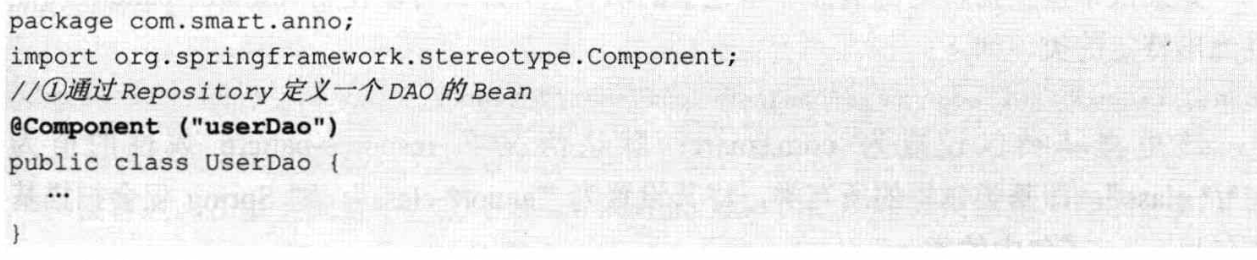 package com.smart.anno;
import org.springframework.stereotype.Component;
//①通过 Repository 定义一个 DAO 的 Bean
@Component ("userDao")
public class UserDao {
…
}